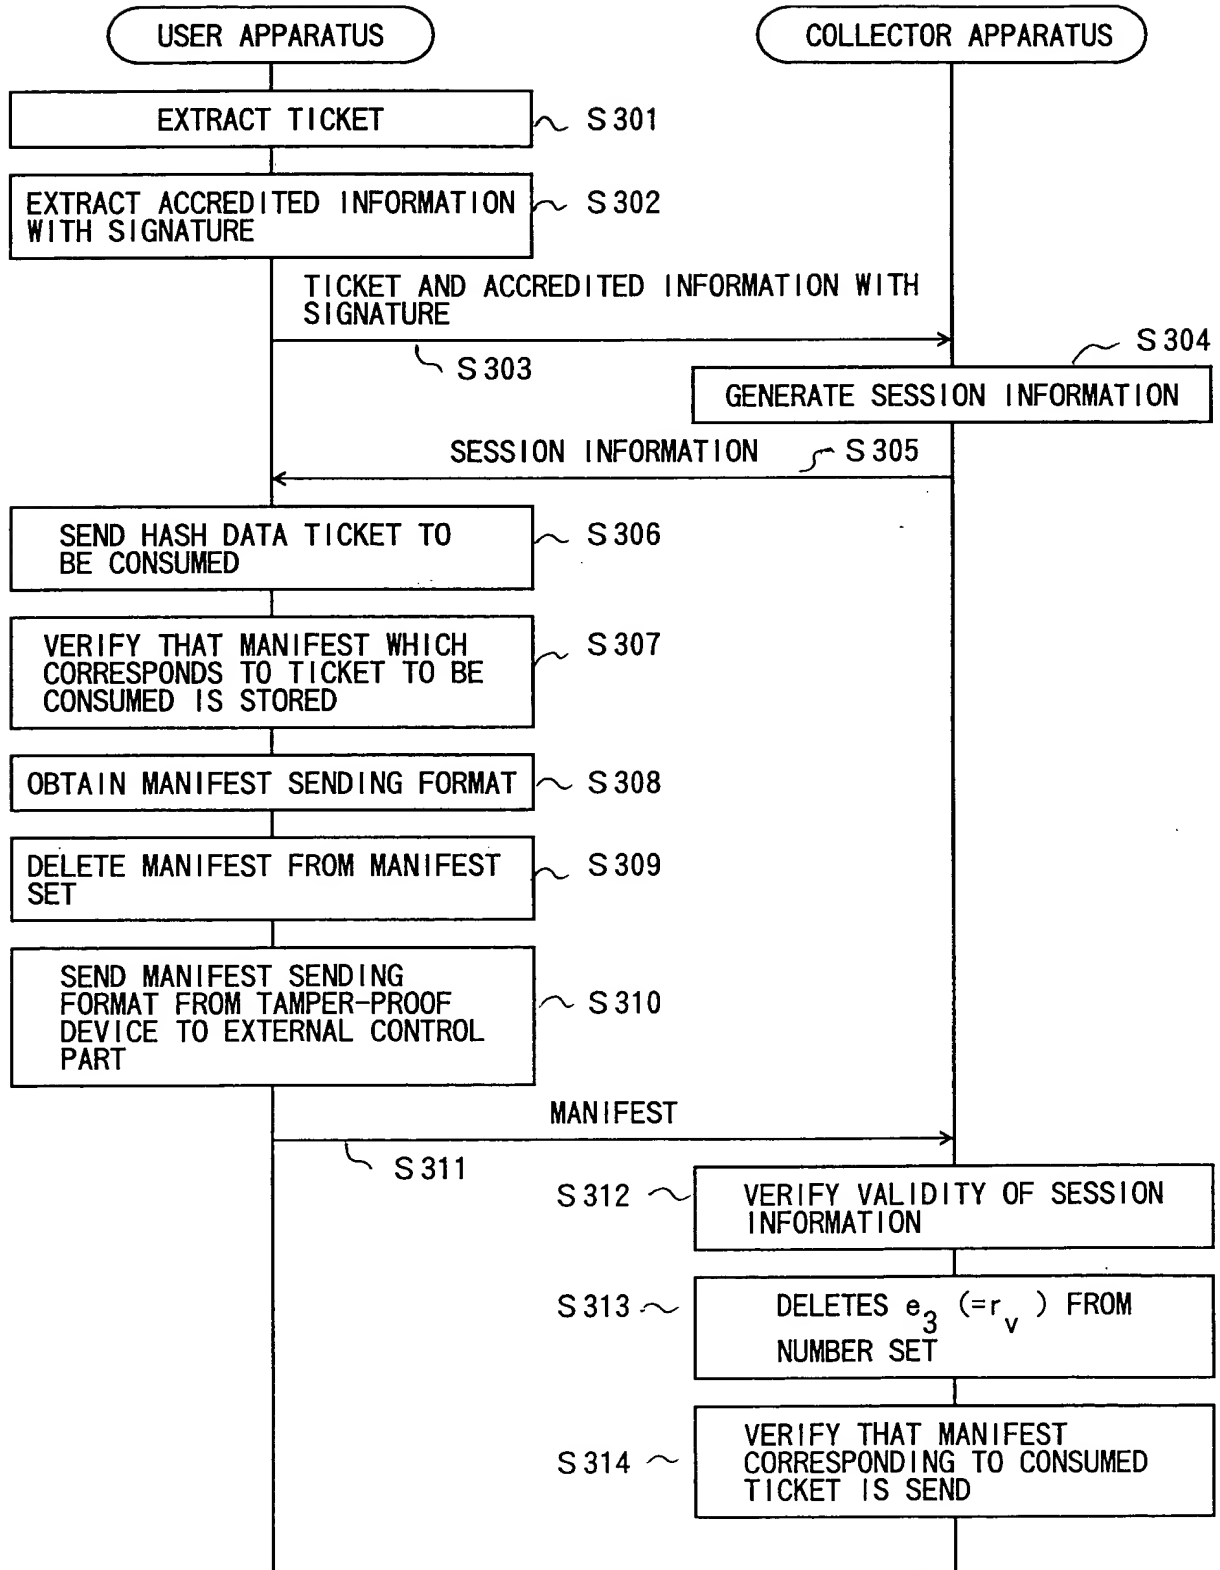 USER APPARATUS
COLLECTOR APPARATUS
EXTRACT TICKET
S301
EXTRACT ACCREDITED INFORMATION
WITH SIGNATURE
S302
TICKET AND ACCREDITED INFORMATION WITH
SIGNATURE
S303
S304
GENERATE SESSION INFORMATION
SESSION INFORMATION
S305
SEND HASH DATA TICKET TO
BE CONSUMED
S306
VERIFY THAT MANIFEST WHICH
CORRESPONDS TO TICKET TO BE
CONSUMED IS STORED
S307
OBTAIN MANIFEST SENDING FORMAT
S308
DELETE MANIFEST FROM MANIFEST
SET
S309
SEND MANIFEST SENDING
FORMAT FROM TAMPER-PROOF
DEVICE TO EXTERNAL CONTROL
PART
S310
MANIFEST
S311
S312
VERIFY VALIDITY OF SESSION
INFORMATION
S313
DELETES e3 (=rv) FROM
NUMBER SET
S314
VERIFY THAT MANIFEST
CORRESPONDING TO CONSUMED
TICKET IS SEND